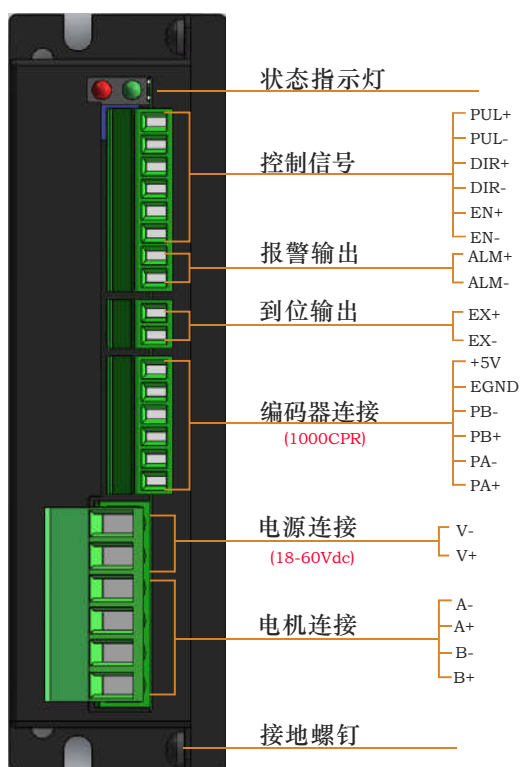 状态指示灯
控制信号
PUL+
PUL-
DIR+
DIR-
EN+
EN-
报警输出
ALM+
ALM-
到位输出
EX+
EX-
编码器连接
(1000CPR)
+5V
EGND
PB-
PB+
PA-
PA+
电源连接
(18-60Vdc)
V-
V+
电机连接
A-
A+
B-
B+
接地螺钉